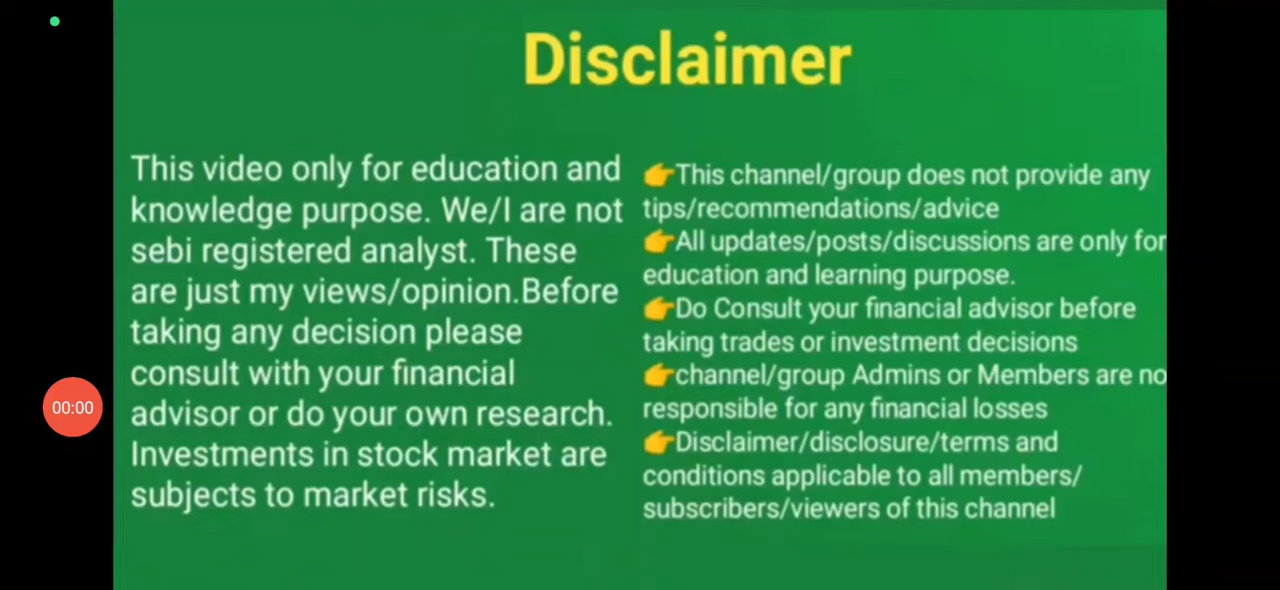 Disclaimer
This video only for education and
knowledge purpose. We/I are not
sebi registered analyst. These
are just my views/opinion.Before
taking any decision please
consult with your financial
advisor or do your own research.
Investments in stock market are
subjects to market risks.
👉This channel/group does not provide any
tips/recommendations/advice
👉All updates/posts/discussions are only for
education and learning purpose.
👉Do Consult your financial advisor before
taking trades or investment decisions
👉channel/group Admins or Members are no
responsible for any financial losses
👉Disclaimer/disclosure/terms and
conditions applicable to all members/
subscribers/viewers of this channel
00:00